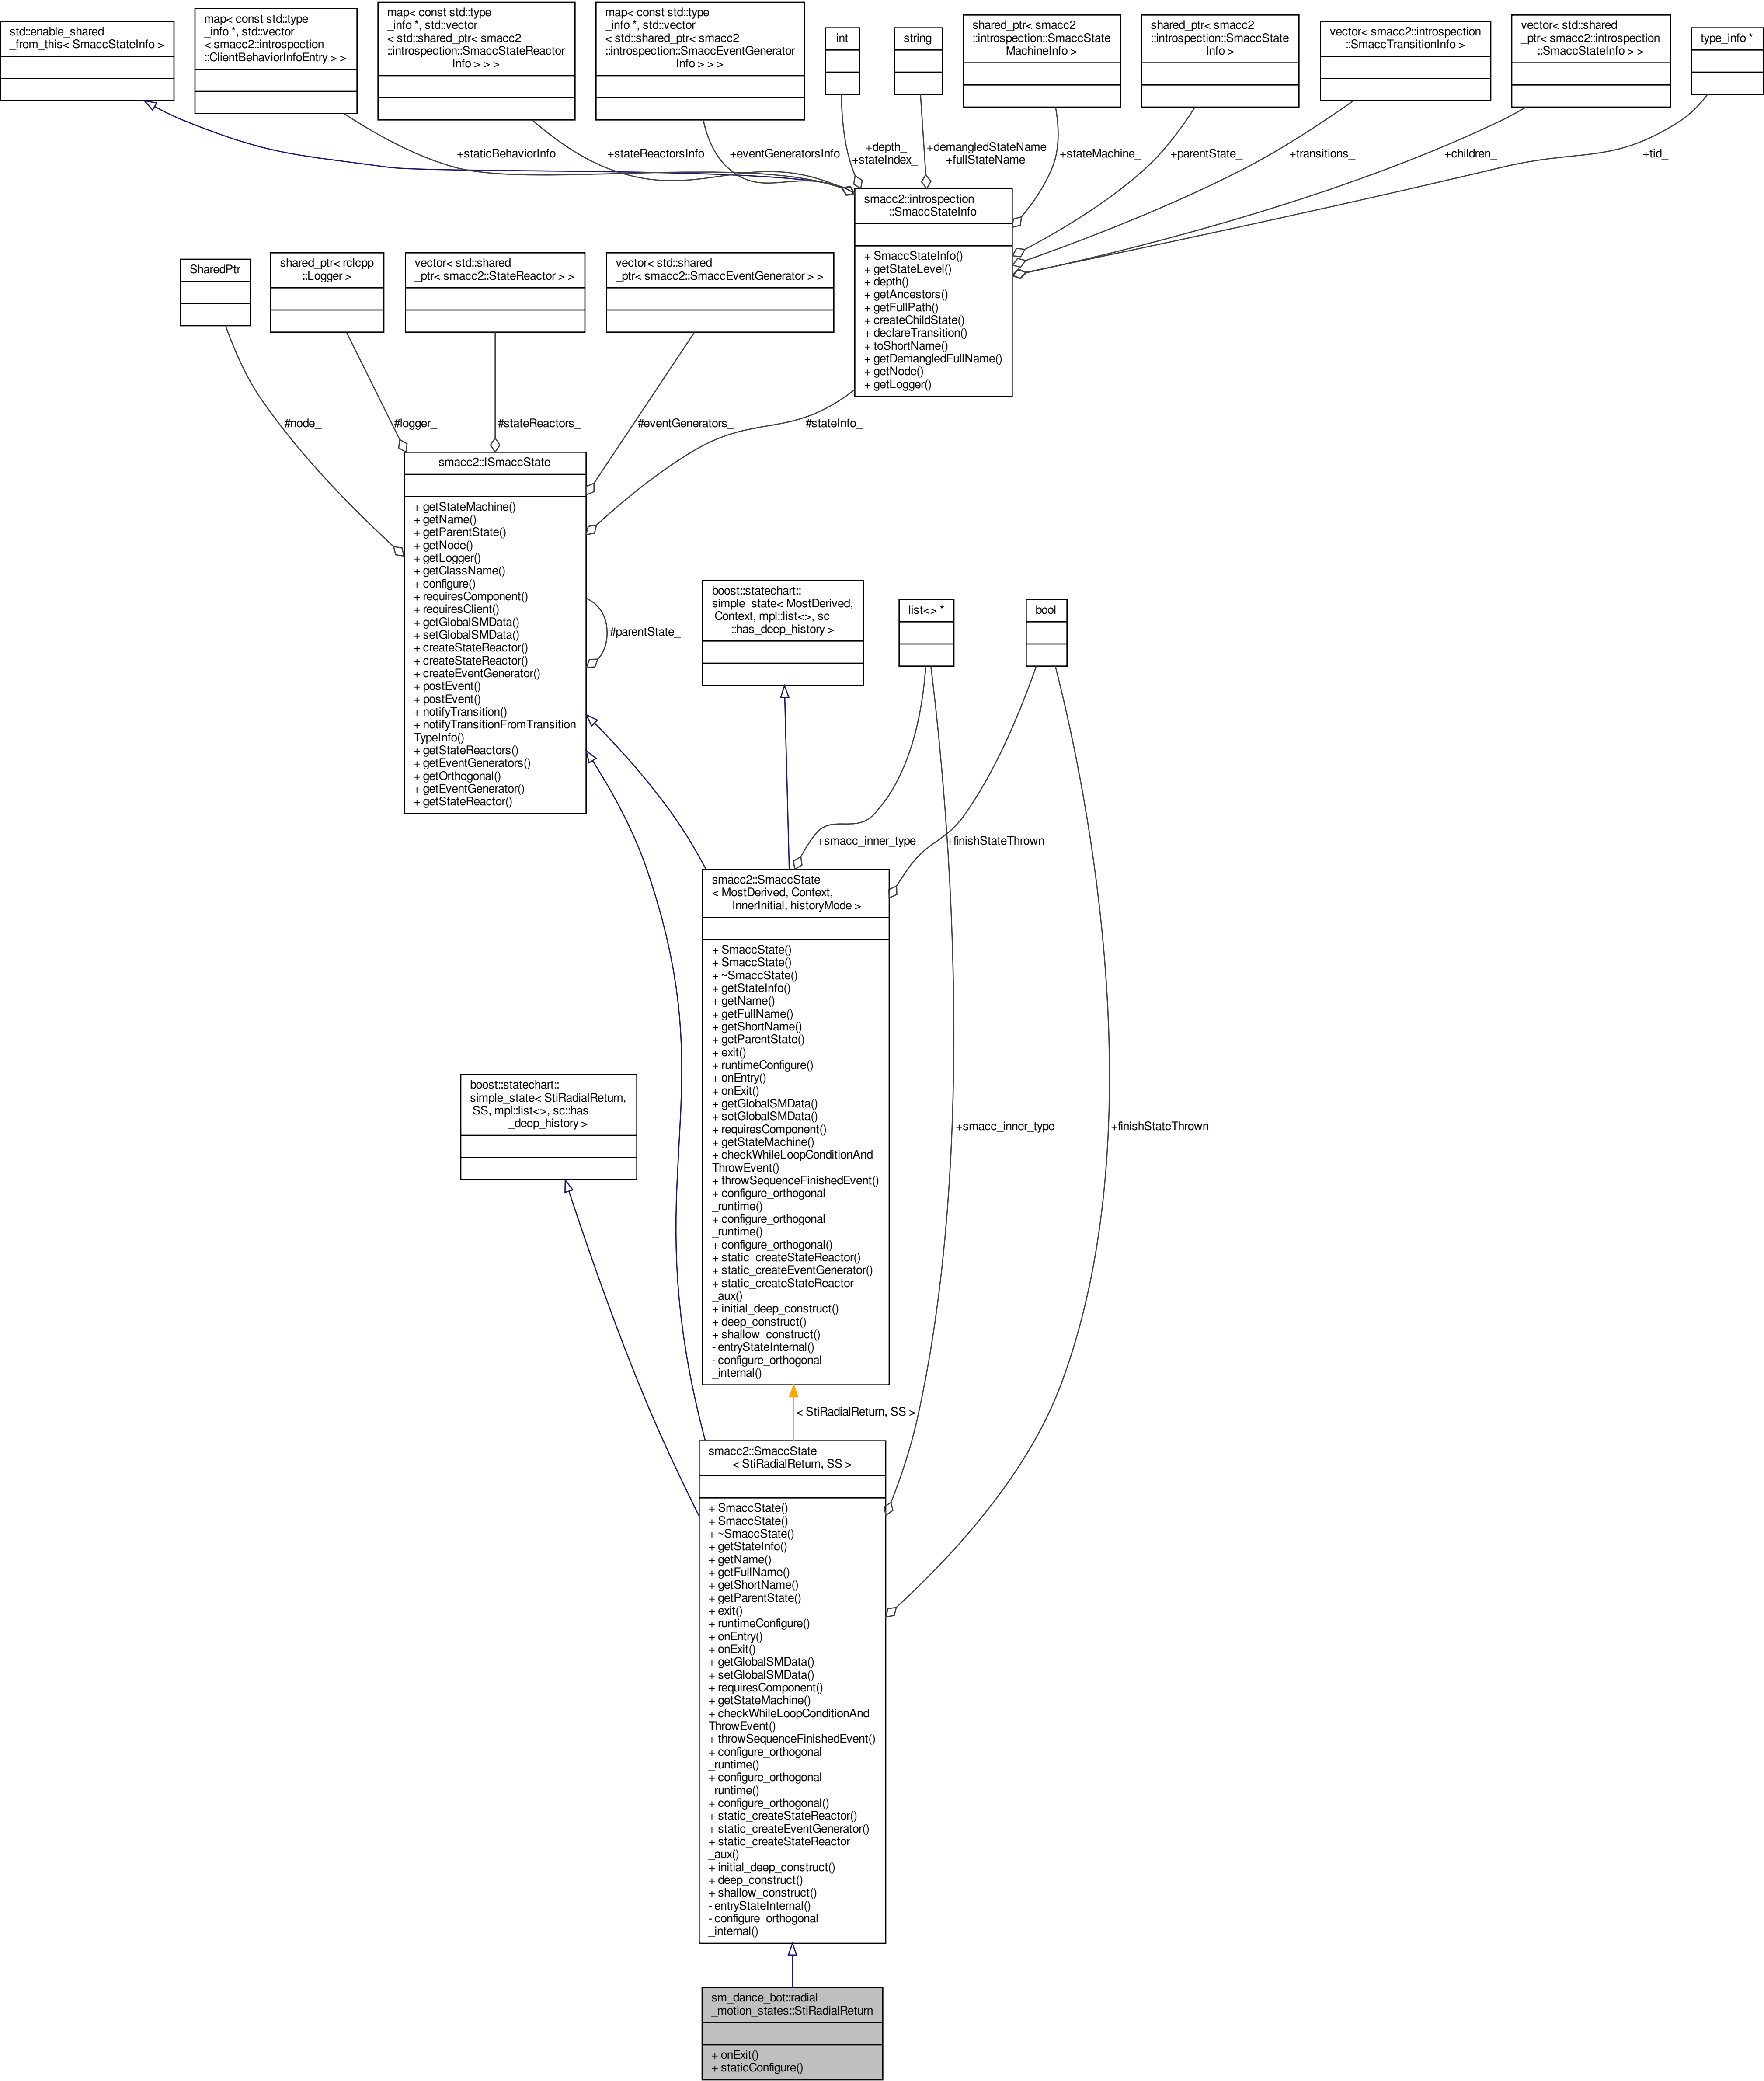 std::enable_shared
_from_this< SmaccStateInfo >
map< const std::type
_info *, std::vector
< smacc2::introspection
::ClientBehaviorInfoEntry > >
map< const std::type
_info *, std::vector
< std::shared_ptr< smacc2
::introspection::SmaccStateReactor
Info > > >
map< const std::type
_info *, std::vector
< std::shared_ptr< smacc2
::introspection::SmaccEventGenerator
Info > > >
int
string
shared_ptr< smacc2
::introspection::SmaccState
MachineInfo >
shared_ptr< smacc2
::introspection::SmaccState
Info >
vector< smacc2::introspection
::SmaccTransitionInfo >
vector< std::shared
_ptr< smacc2::introspection
::SmaccStateInfo > >
type_info *
+staticBehaviorInfo
+stateReactorsInfo
+eventGeneratorsInfo
+depth_
+stateIndex_
+demangledStateName
+fullStateName
+stateMachine_
+parentState_
+transitions_
+children_
+tid_
smacc2::introspection
::SmaccStateInfo
+ SmaccStateInfo()
+ getStateLevel()
+ depth()
+ getAncestors()
+ getFullPath()
+ createChildState()
+ declareTransition()
+ toShortName()
+ getDemangledFullName()
+ getNode()
+ getLogger()
SharedPtr
shared_ptr< rclcpp
::Logger >
vector< std::shared
_ptr< smacc2::StateReactor > >
vector< std::shared
_ptr< smacc2::SmaccEventGenerator > >
#node_
#logger_
#stateReactors_
#eventGenerators_
#stateInfo_
smacc2::ISmaccState
+ getStateMachine()
+ getName()
+ getParentState()
+ getNode()
+ getLogger()
+ getClassName()
+ configure()
+ requiresComponent()
+ requiresClient()
+ getGlobalSMData()
+ setGlobalSMData()
+ createStateReactor()
+ createStateReactor()
+ createEventGenerator()
+ postEvent()
+ postEvent()
+ notifyTransition()
+ notifyTransitionFromTransition
TypeInfo()
+ getStateReactors()
+ getEventGenerators()
+ getOrthogonal()
+ getEventGenerator()
+ getStateReactor()
#parentState_
boost::statechart::
simple_state< MostDerived,
Context, mpl::list<>, sc
::has_deep_history >
list<> *
bool
+smacc_inner_type
+finishStateThrown
smacc2::SmaccState
< MostDerived, Context,
InnerInitial, historyMode >
+ SmaccState()
+ SmaccState()
+ ~SmaccState()
+ getStateInfo()
+ getName()
+ getFullName()
+ getShortName()
+ getParentState()
+ exit()
+ runtimeConfigure()
+ onEntry()
+ onExit()
+ getGlobalSMData()
+ setGlobalSMData()
+ requiresComponent()
+ getStateMachine()
+ checkWhileLoopConditionAnd
ThrowEvent()
+ throwSequenceFinishedEvent()
+ configure_orthogonal
_runtime()
+ configure_orthogonal
_runtime()
+ configure_orthogonal()
+ static_createStateReactor()
+ static_createEventGenerator()
+ static_createStateReactor
_aux()
+ initial_deep_construct()
+ deep_construct()
+ shallow_construct()
- entryStateInternal()
- configure_orthogonal
_internal()
boost::statechart::
simple_state< StiRadialReturn,
SS, mpl::list<>, sc::has
_deep_history >
+smacc_inner_type
+finishStateThrown
< StiRadialReturn, SS >
smacc2::SmaccState
< StiRadialReturn, SS >
+ SmaccState()
+ SmaccState()
+ ~SmaccState()
+ getStateInfo()
+ getName()
+ getFullName()
+ getShortName()
+ getParentState()
+ exit()
+ runtimeConfigure()
+ onEntry()
+ onExit()
+ getGlobalSMData()
+ setGlobalSMData()
+ requiresComponent()
+ getStateMachine()
+ checkWhileLoopConditionAnd
ThrowEvent()
+ throwSequenceFinishedEvent()
+ configure_orthogonal
_runtime()
+ configure_orthogonal
_runtime()
+ configure_orthogonal()
+ static_createStateReactor()
+ static_createEventGenerator()
+ static_createStateReactor
_aux()
+ initial_deep_construct()
+ deep_construct()
+ shallow_construct()
- entryStateInternal()
- configure_orthogonal
_internal()
sm_dance_bot::radial
_motion_states::StiRadialReturn
+ onExit()
+ staticConfigure()